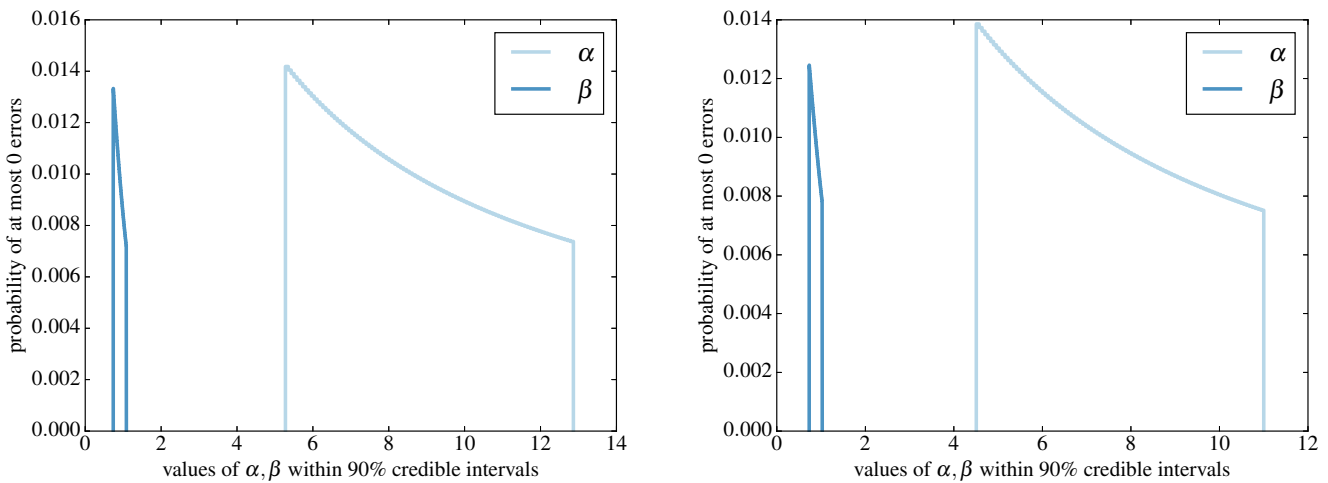 0.016
0.014
0.012
0.010
0.008
0.006
0.004
0.002
0.000
probability of at most 0 errors
α
β
0 2 4 6 8 10 12 14
values of α, β within 90% credible intervals
0.014
0.012
0.010
0.008
0.006
0.004
0.002
0.000
probability of at most 0 errors
α
β
0 2 4 6 8 10 12
values of α, β within 90% credible intervals